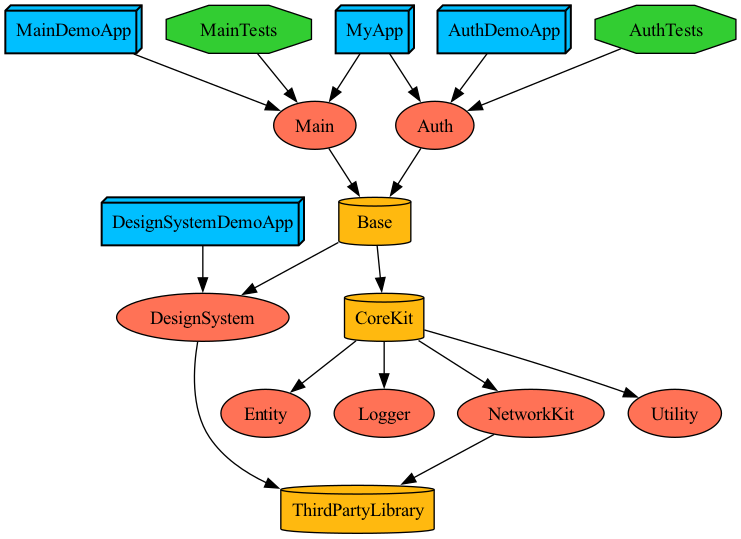 MainDemoApp
MainTests
MyApp
AuthDemoApp
AuthTests
Main
Auth
Base
DesignSystemDemoApp
DesignSystem
CoreKit
Entity
Logger
NetworkKit
Utility
ThirdPartyLibrary